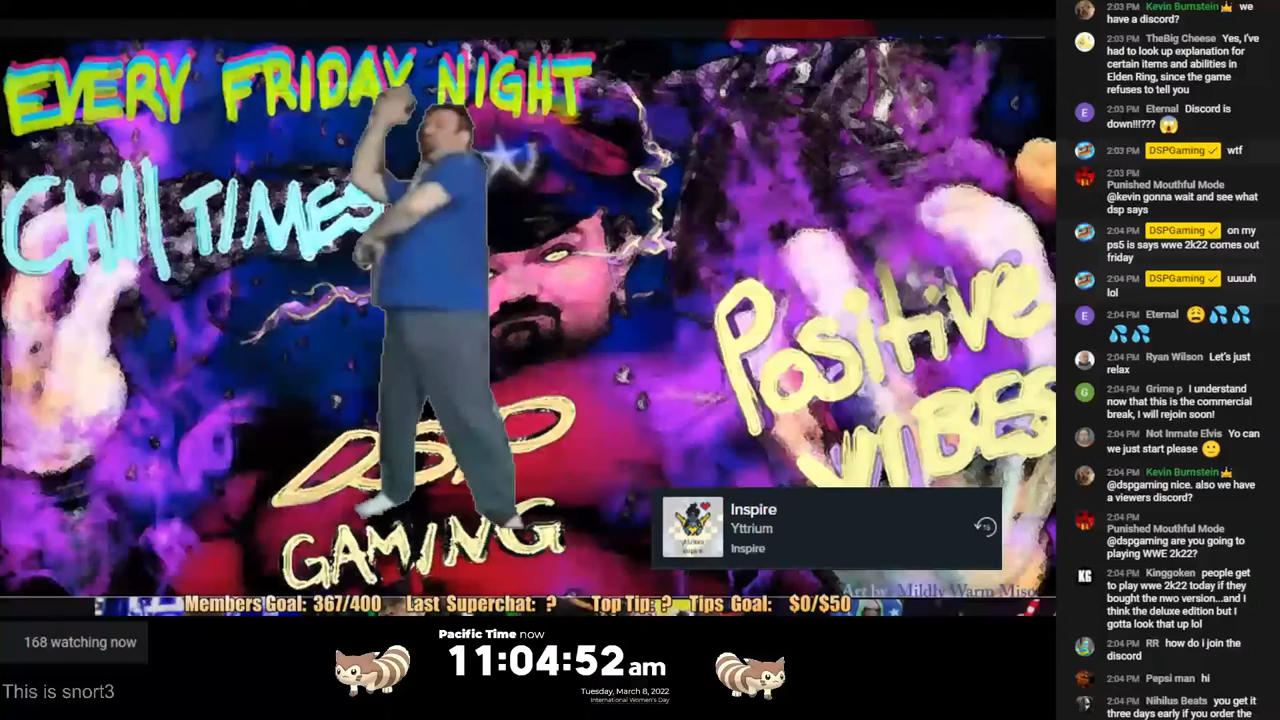 EVERY FRIDAY NIGHT
Chill TIMES
Positive
VIBES
DSP
GAMING
Inspire
Yttrium
Inspire
15
Art by Mildly Warm Miso
Members Goal: 367/400 Last Superchat: ? Top Tip: ? Tips Goal: $0/$50
168 watching now
This is snort3
Pacific Time now
11:04:52am
Tuesday, March 8, 2022
International Women's Day
2:03 PM Kevin Burnstein 👑 we
have a discord?
2:03 PM TheBig Cheese Yes, I've
had to look up explanation for
certain items and abilities in
Elden Ring, since the game
refuses to tell you
E 2:03 PM Eternal Discord is
down!!!??? 😱
2:03 PM DSPGaming ✓ wtf
2:03 PM
Punished Mouthful Mode
@kevin gonna wait and see what
dsp says
2:04 PM DSPGaming ✓ on my
ps5 is says wwe 2k22 comes out
friday
2:04 PM DSPGaming ✓ uuuuh
lol
E 2:04 PM Eternal 😩💦💦
💦💦
2:04 PM Ryan Wilson Let's just
relax
G 2:04 PM Grime p I understand
now that this is the commercial
break, I will rejoin soon!
2:04 PM Not Inmate Elvis Yo can
we just start please 🙂
2:04 PM Kevin Burnstein 👑
@dspgaming nice. also we have
a viewers discord?
2:04 PM
Punished Mouthful Mode
@dspgaming are you going to
playing WWE 2k22?
KG 2:04 PM Kinggoken people get
to play wwe 2k22 today if they
bought the nwo version...and I
think the deluxe edition but I
gotta look that up lol
2:04 PM RR how do i join the
discord
2:04 PM Pepsi man hi
2:04 PM Nihilus Beats you get it
three days early if you order the